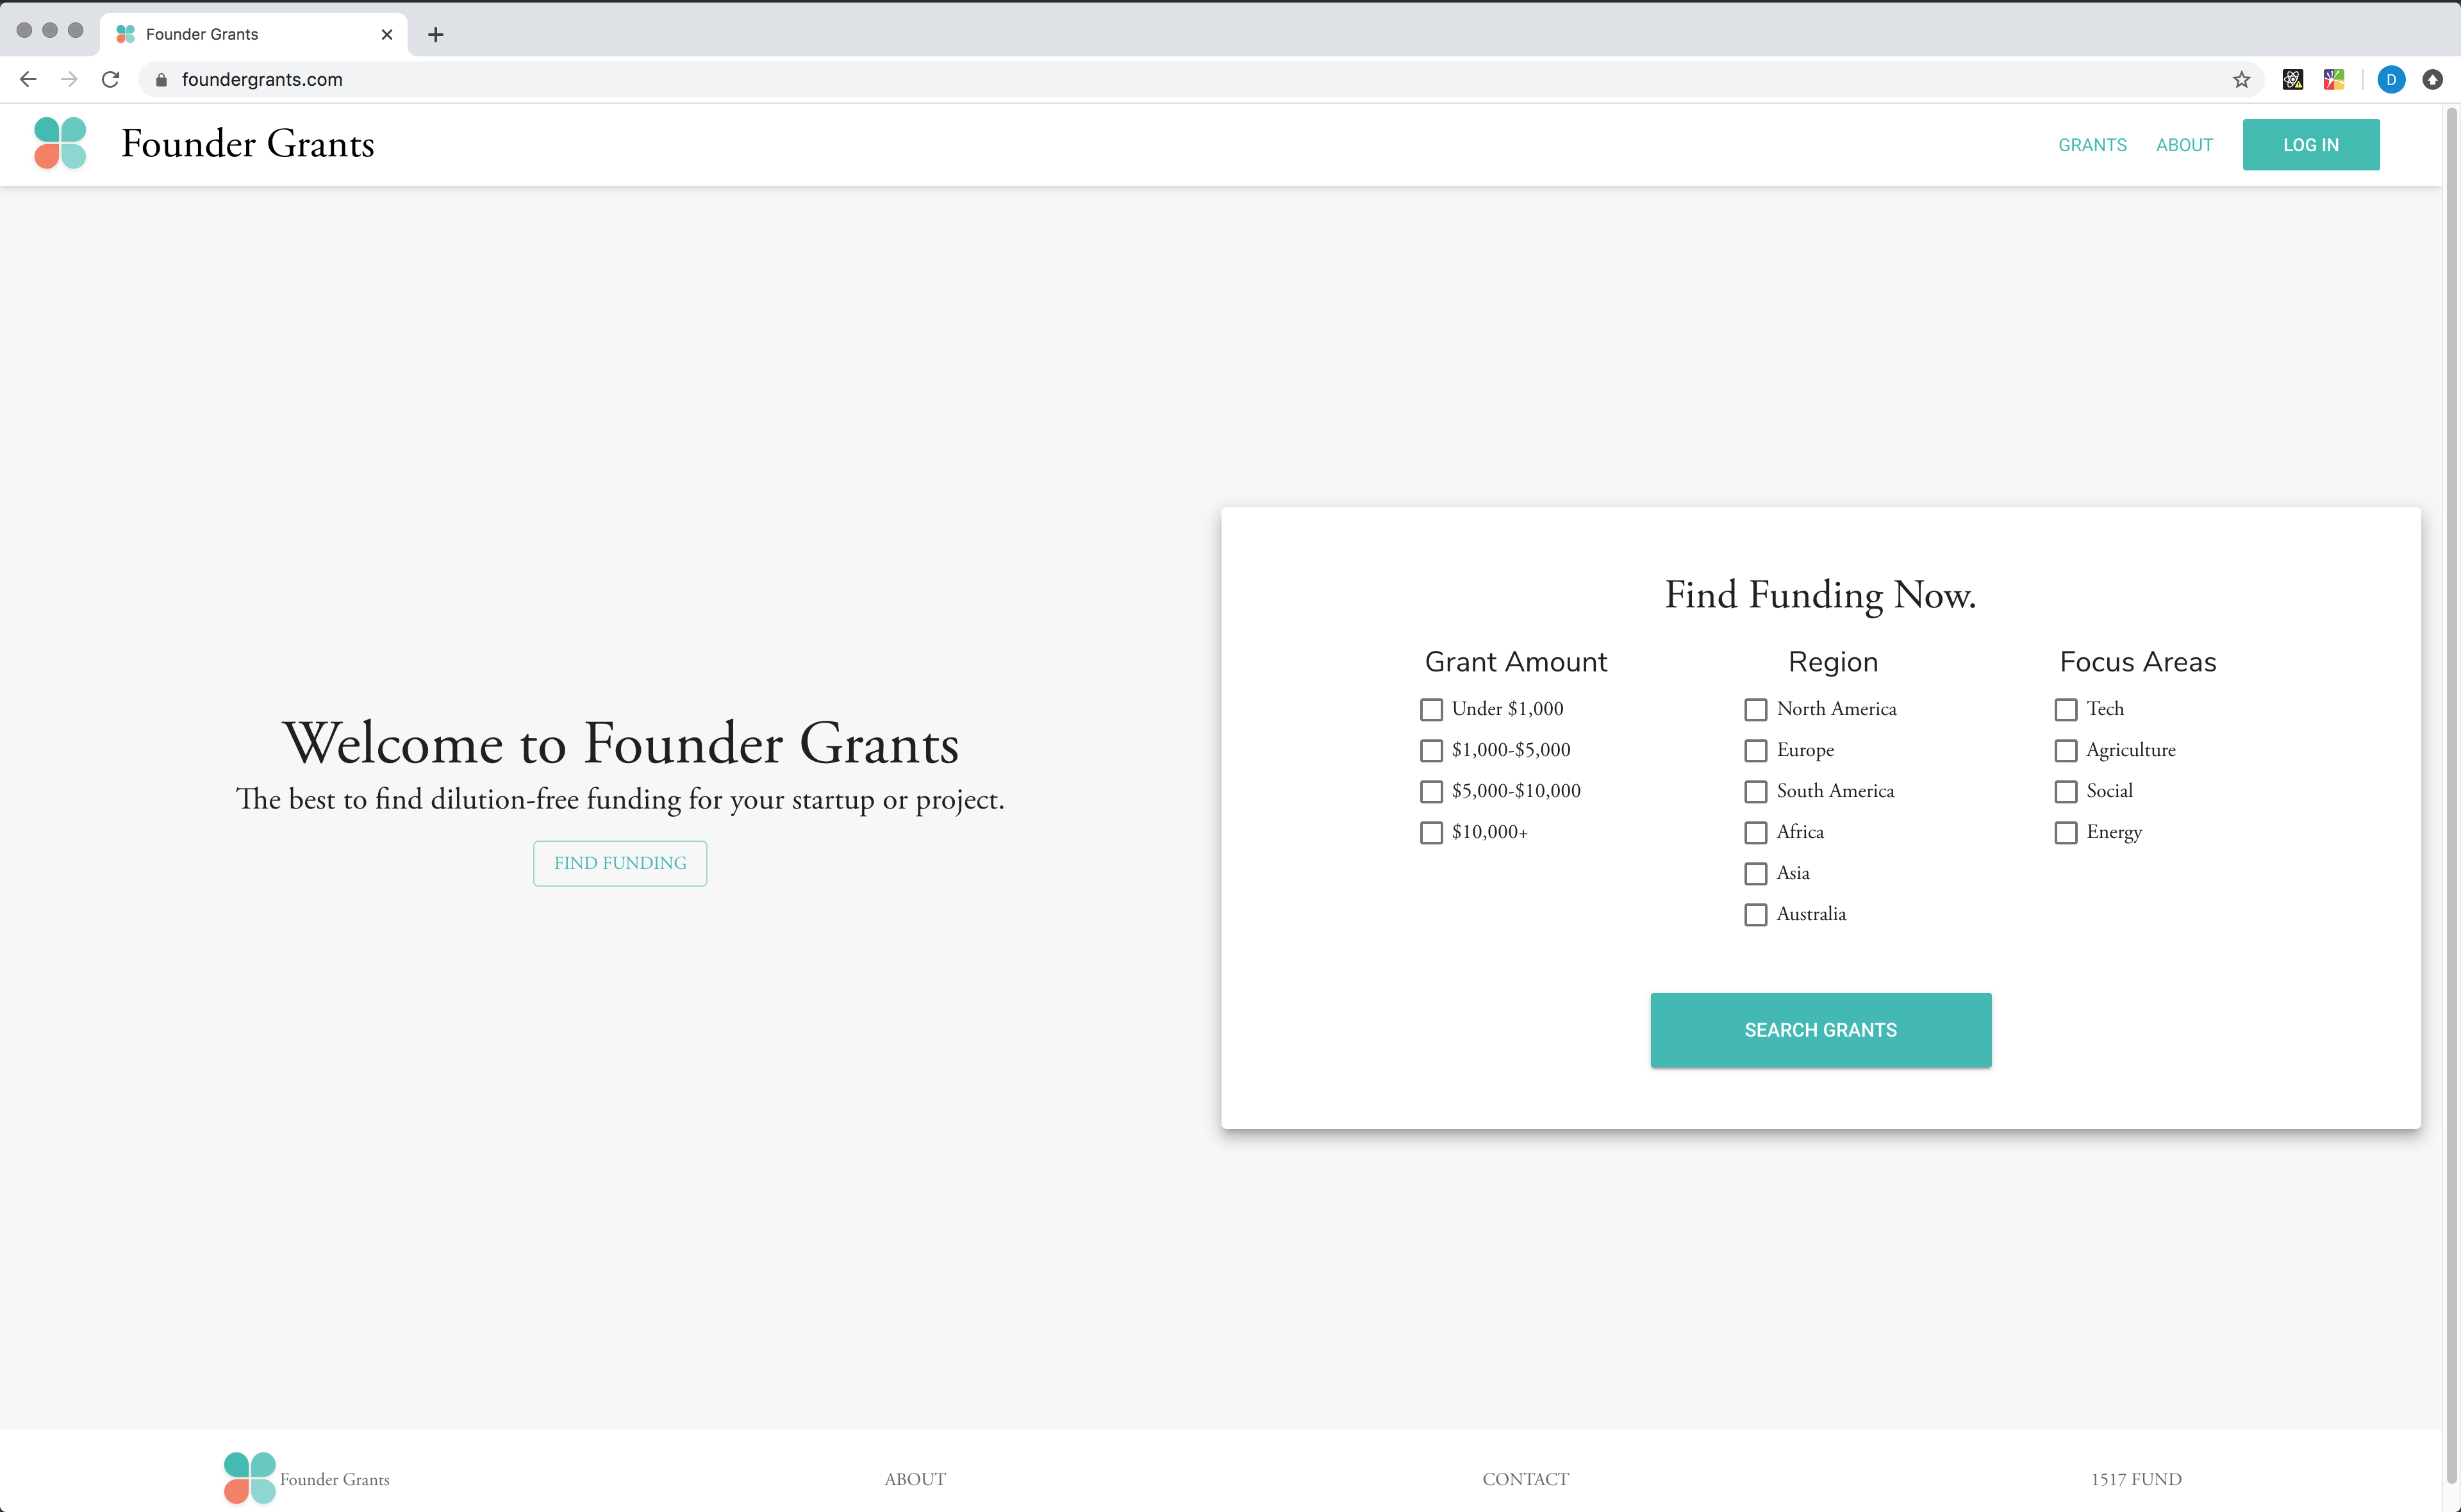 Founder Grants
foundergrants.com
D
Founder Grants
GRANTS ABOUT LOG IN
Welcome to Founder Grants
The best to find dilution-free funding for your startup or project.
FIND FUNDING
Find Funding Now.
Grant Amount
Under $1,000
$1,000-$5,000
$5,000-$10,000
$10,000+
Region
North America
Europe
South America
Africa
Asia
Australia
Focus Areas
Tech
Agriculture
Social
Energy
SEARCH GRANTS
Founder Grants ABOUT CONTACT 1517 FUND